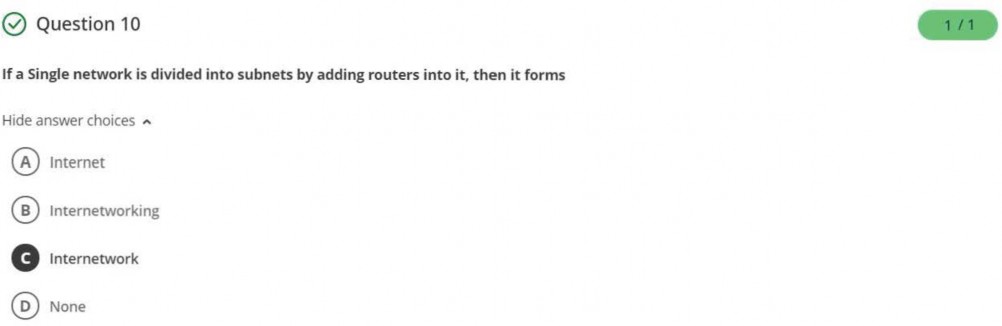 Question 10
1 / 1
If a Single network is divided into subnets by adding routers into it, then it forms
Hide answer choices
A Internet
B Internetworking
C Internetwork
D None